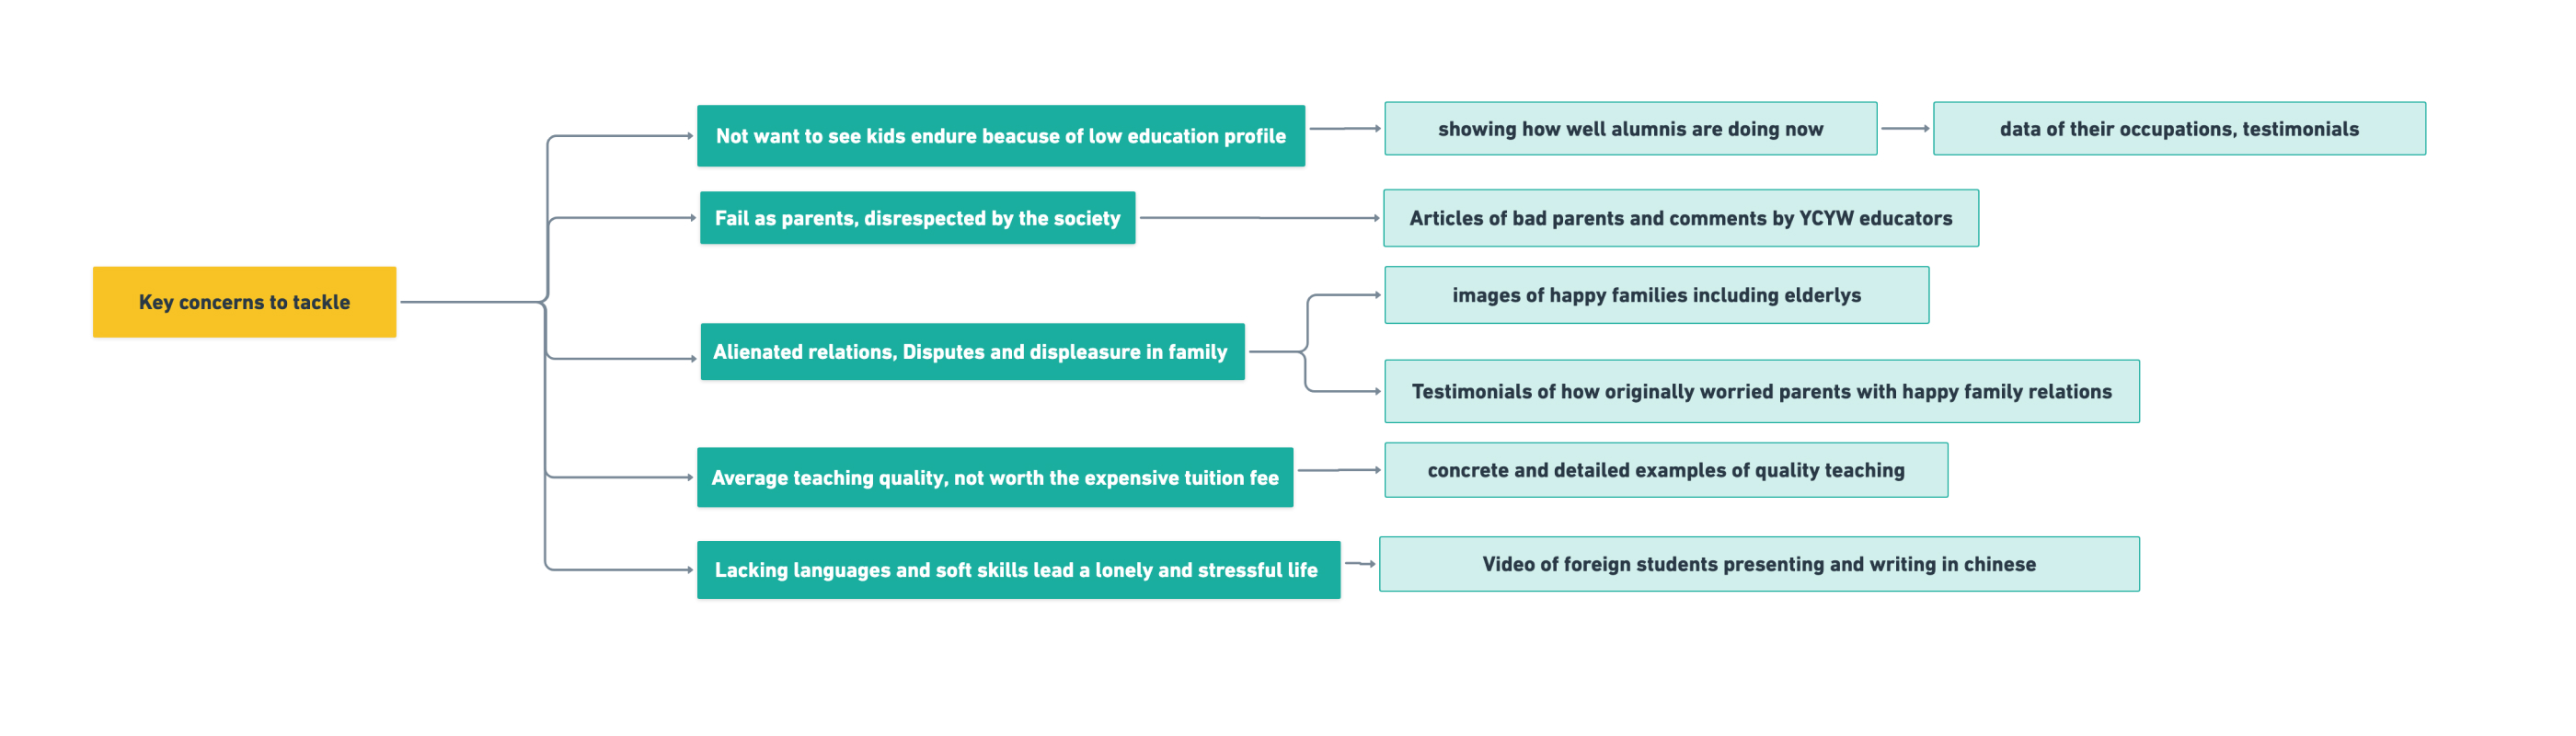 Key concerns to tackle
Not want to see kids endure beacuse of low education profile
showing how well alumnis are doing now
data of their occupations, testimonials
Fail as parents, disrespected by the society
Articles of bad parents and comments by YCYW educators
Alienated relations, Disputes and displeasure in family
images of happy families including elderlys
Testimonials of how originally worried parents with happy family relations
Average teaching quality, not worth the expensive tuition fee
concrete and detailed examples of quality teaching
Lacking languages and soft skills lead a lonely and stressful life
Video of foreign students presenting and writing in chinese